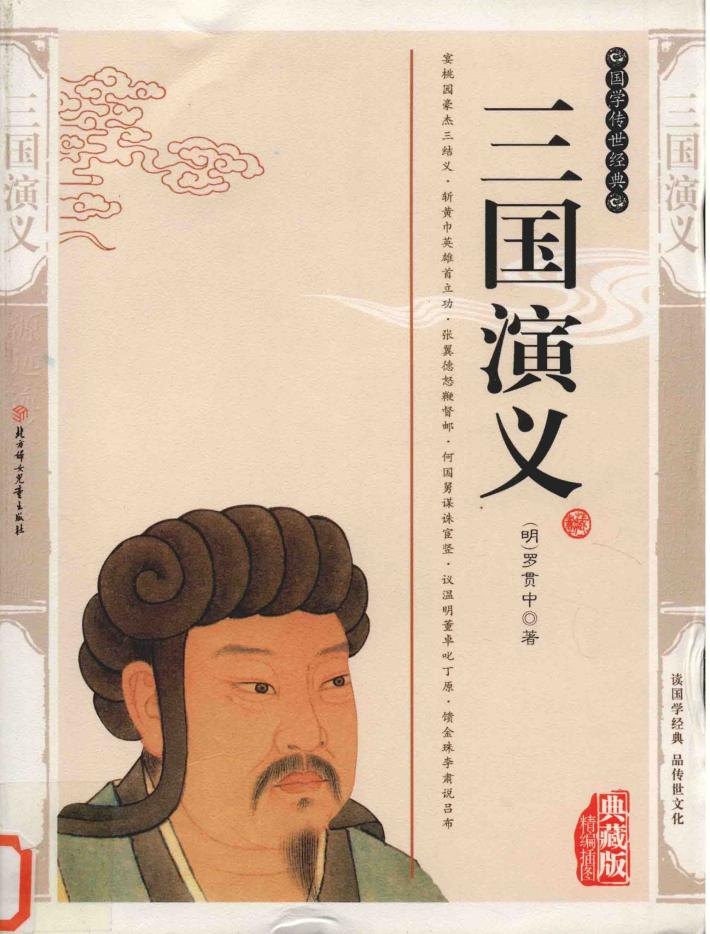 国学传世经典
三国演义
(明)罗贯中◎著
宴桃园豪杰三结义·斩黄巾英雄首立功·张翼德怒鞭督邮·何国舅谋诛宦竖·议温明董卓叱丁原·馈金珠李肃说吕布
读国学经典 品传世文化
典藏版
精编插图
三国演义
北方妇女儿童出版社
三国演义